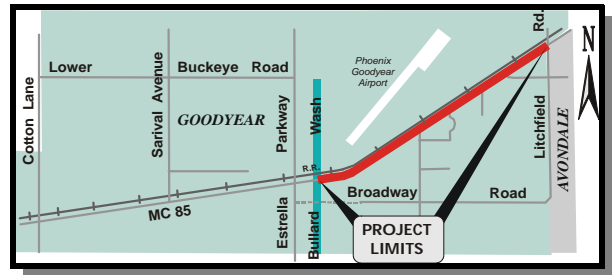 Rd.
N
Lower Buckeye Road
Phoenix
Goodyear
Airport
Cotton Lane
Sarival Avenue
GOODYEAR
Parkway
Wash
Litchfield
AVONDALE
R.R.
MC 85
Estrella
Bullard
Broadway Road
PROJECT
LIMITS